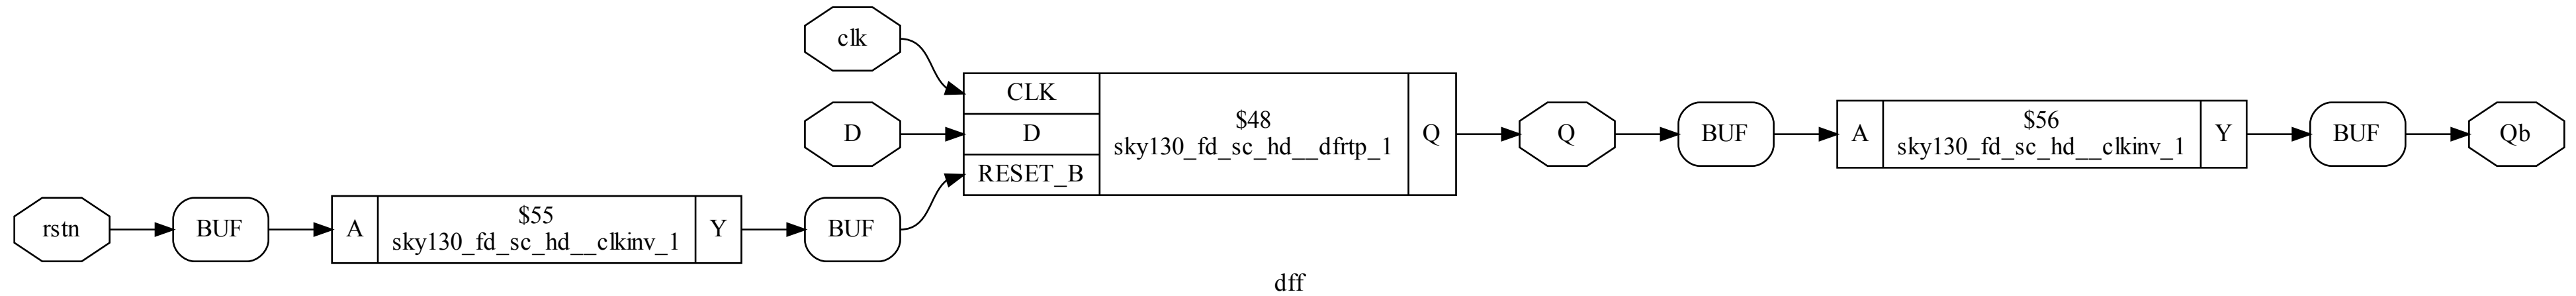 clk
CLK
D
D
RESET_B
$48
sky130_fd_sc_hd__dfrtp_1
Q
Q
BUF
A
$56
sky130_fd_sc_hd__clkinv_1
Y
BUF
Qb
rstn
BUF
A
$55
sky130_fd_sc_hd__clkinv_1
Y
BUF
dff